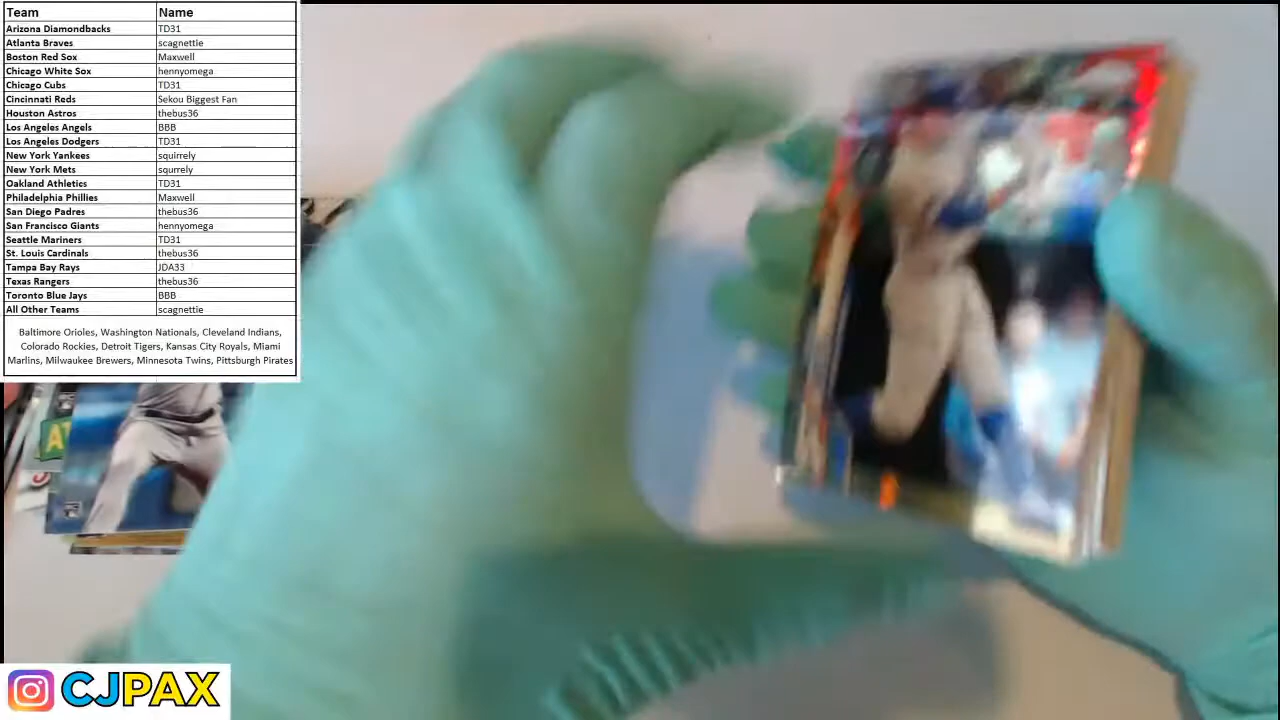 Team Name
Arizona Diamondbacks TD31
Atlanta Braves scagnettie
Boston Red Sox Maxwell
Chicago White Sox hennyomega
Chicago Cubs TD31
Cincinnati Reds Sekou Biggest Fan
Houston Astros thebus36
Los Angeles Angels BBB
Los Angeles Dodgers TD31
New York Yankees squirrely
New York Mets squrrely
Oakland Athletics TD31
Philadelphia Phillies Maxwell
San Diego Padres thebus36
San Francisco Giants hennyomega
Seattle Mariners TD31
St. Louis Cardinals thebus36
Tampa Bay Rays JDA33
Texas Rangers thebus36
Toronto Blue Jays BBB
All Other Teams scagnettie
Baltimore Orioles, Washington Nationals, Cleveland Indians,
Colorado Rockies, Detroit Tigers, Kansas City Royals, Miami
Marlins, Milwaukee Brewers, Minnesota Twins, Pittsburgh Pirates
CJPAX